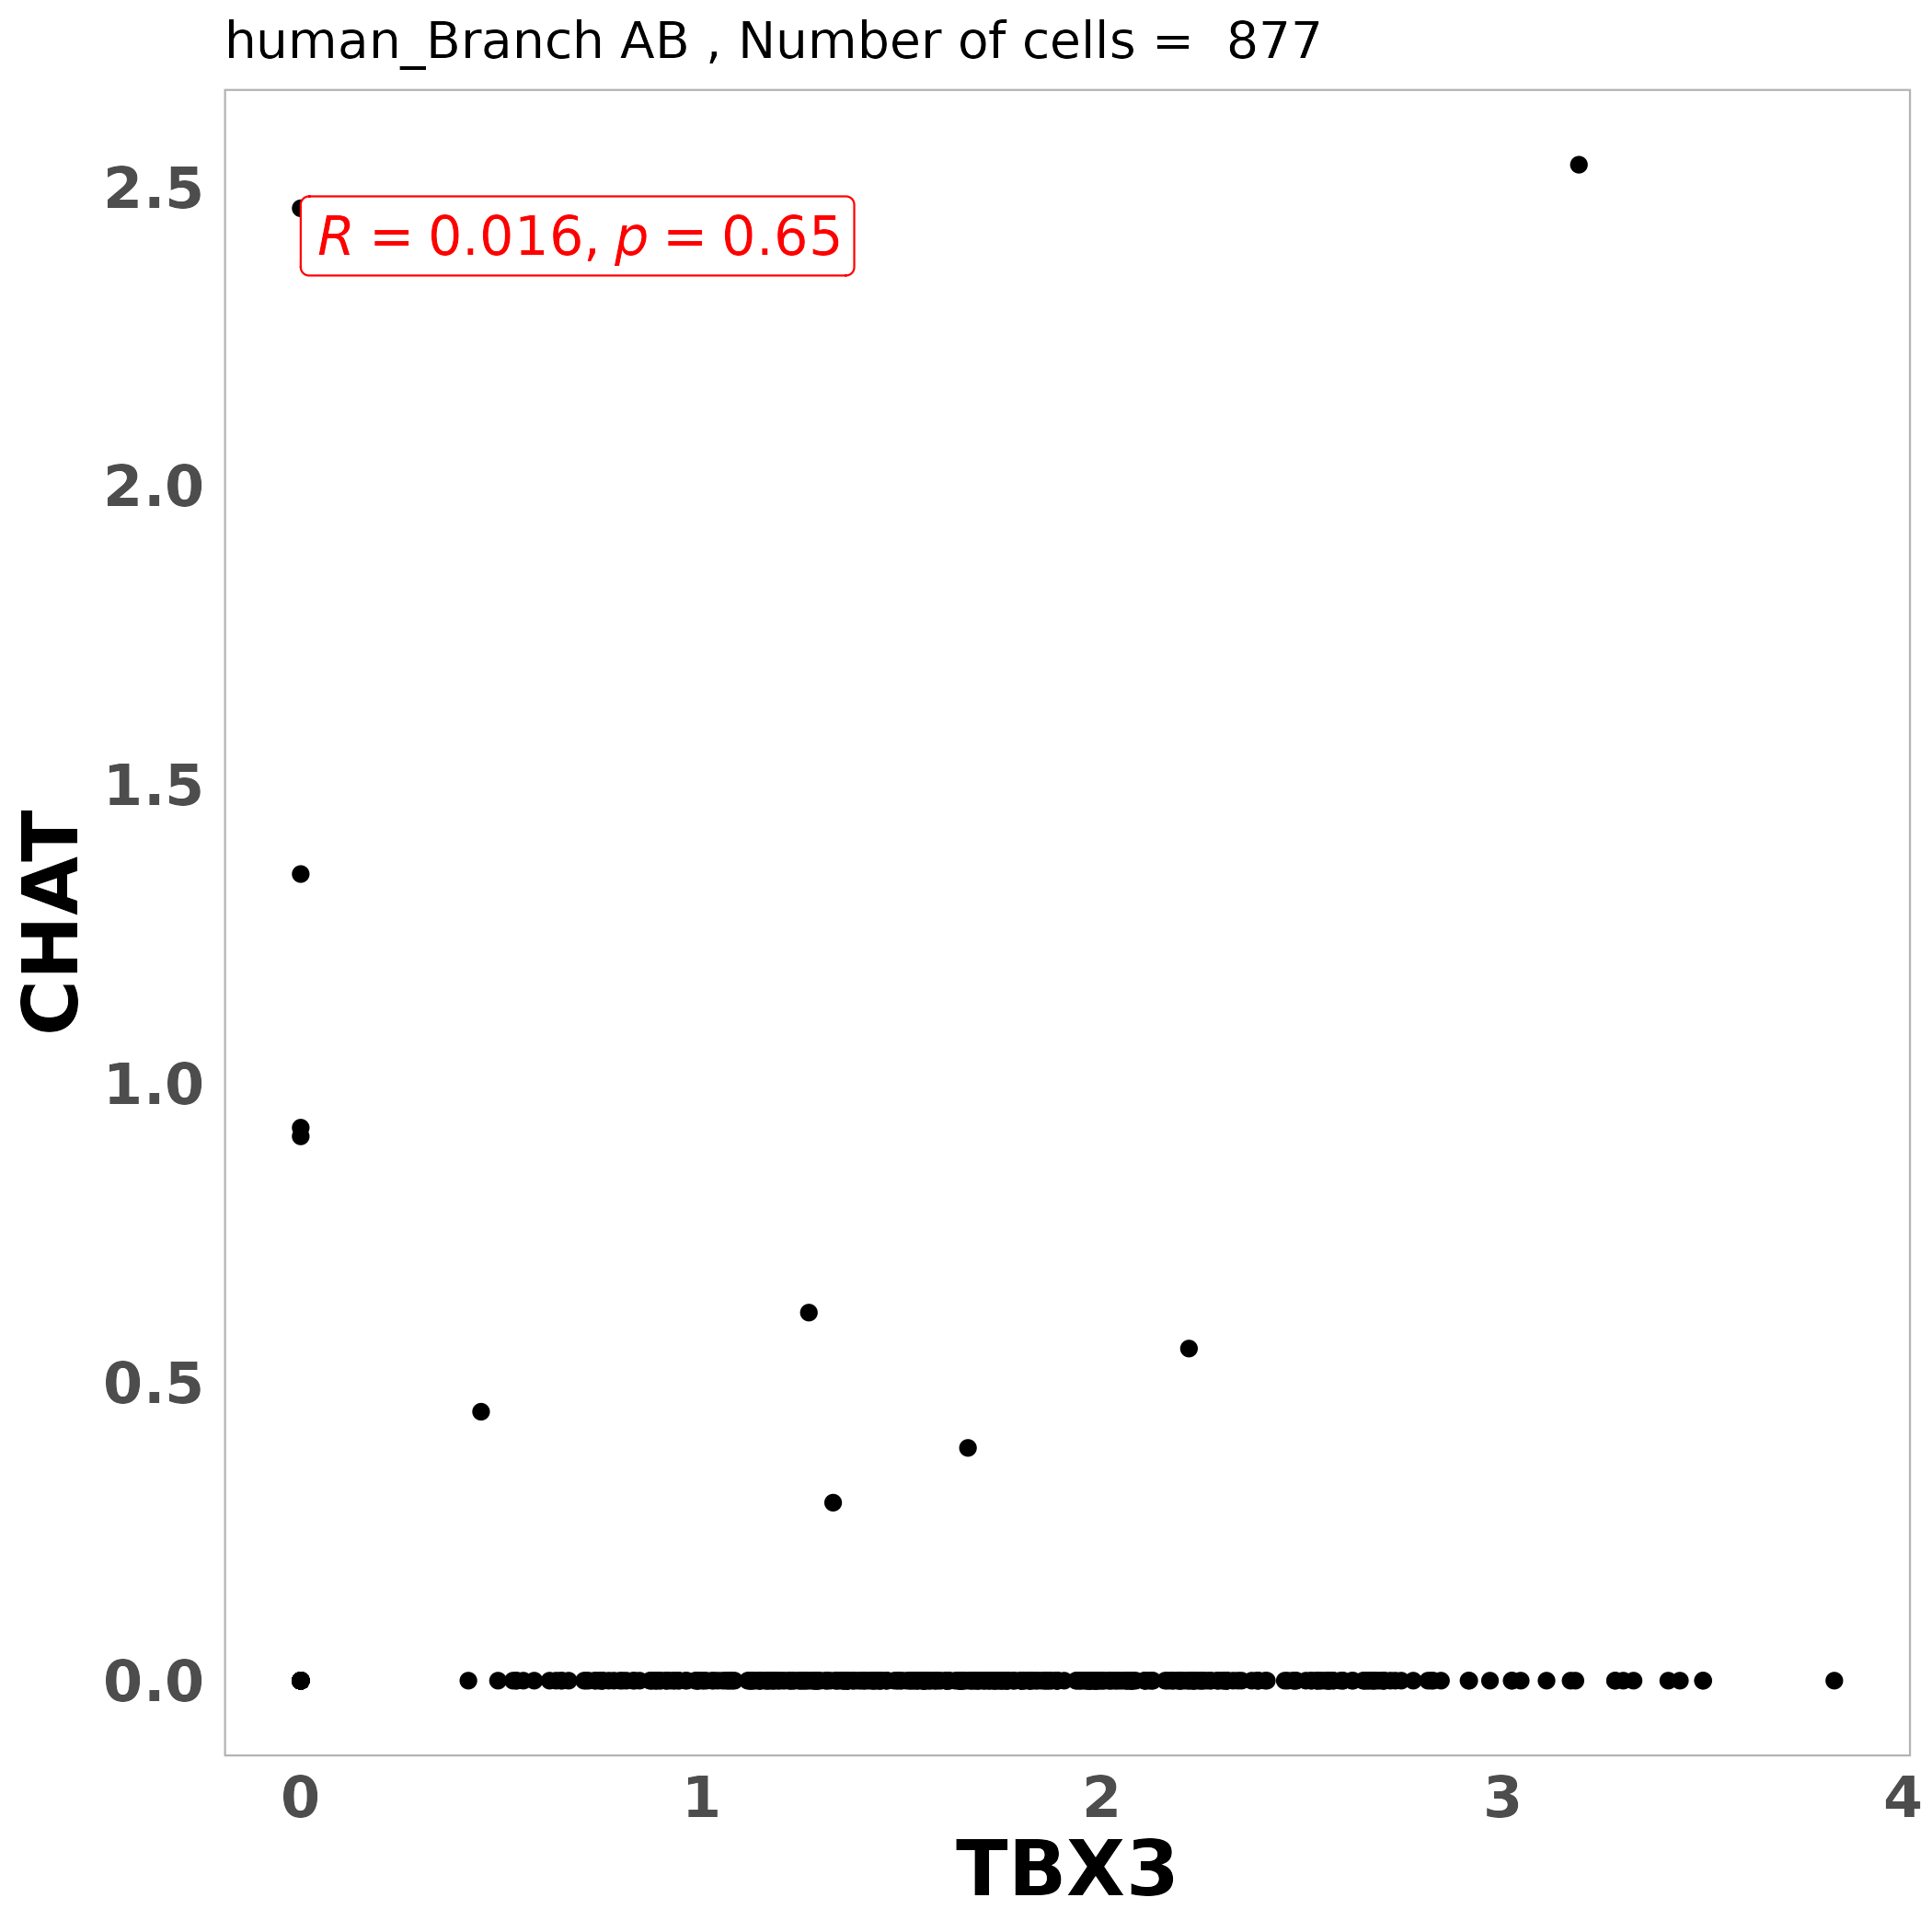 human_Branch AB , Number of cells =  877
R = 0.016, p = 0.65
CHAT
2.5
2.0
1.5
1.0
0.5
0.0
0 1 2 3 4
TBX3